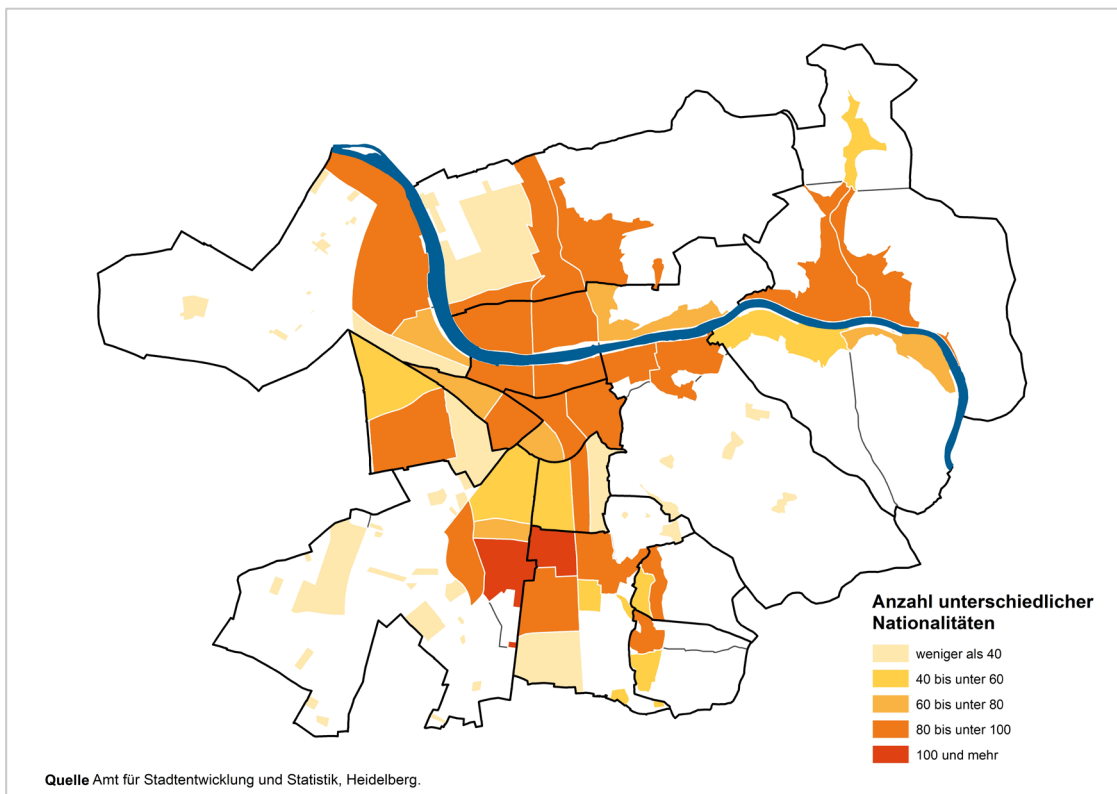 Anzahl unterschiedlicher
Nationalitäten
weniger als 40
40 bis unter 60
60 bis unter 80
80 bis unter 100
100 und mehr
Quelle Amt für Stadtentwicklung und Statistik, Heidelberg.